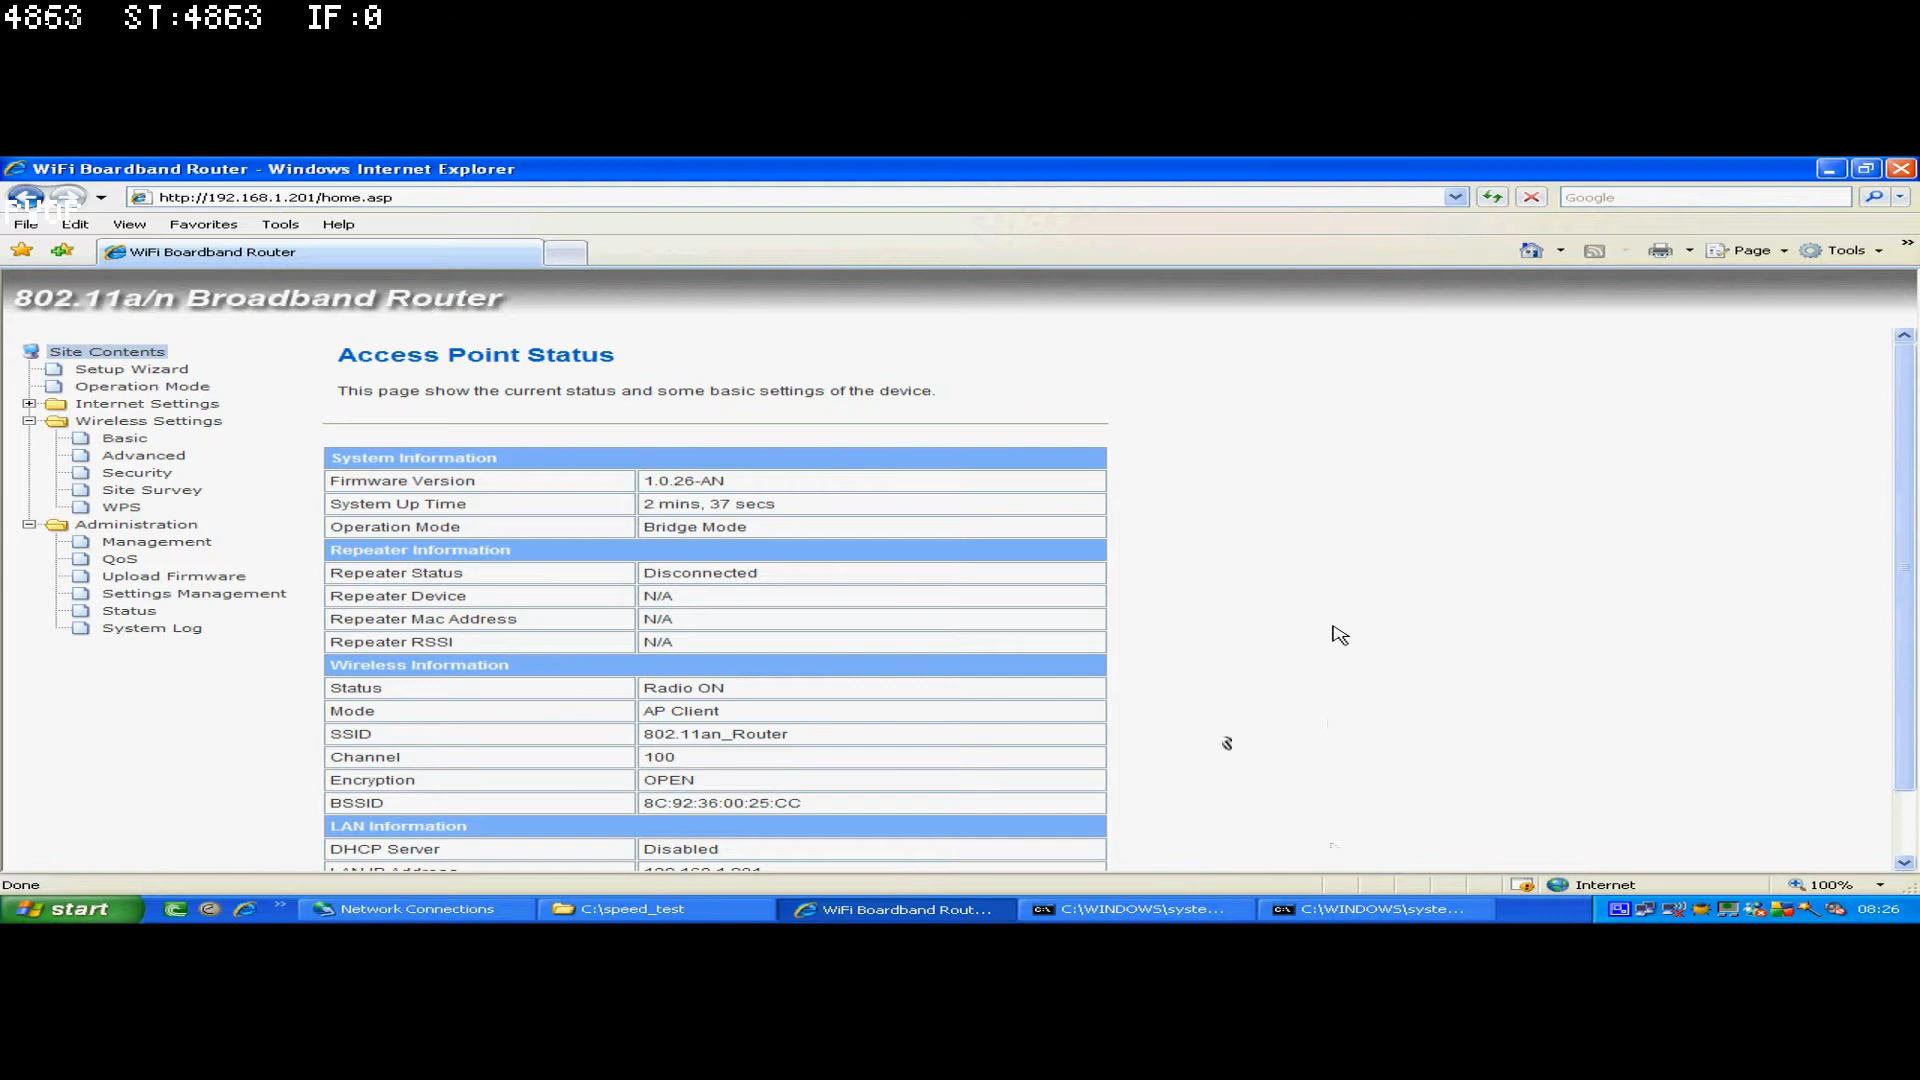 4863 ST:4863 IF:0
WiFi Boardband Router - Windows Internet Explorer
http://192.168.1.201/home.asp
Google
File Edit View Favorites Tools Help
WiFi Boardband Router
Page Tools
802.11a/n Broadband Router
Site Contents
Setup Wizard
Operation Mode
Internet Settings
Wireless Settings
Basic
Advanced
Security
Site Survey
WPS
Administration
Management
QoS
Upload Firmware
Settings Management
Status
System Log
Access Point Status
This page show the current status and some basic settings of the device.
System Information
Firmware Version 1.0.26-AN
System Up Time 2 mins, 37 secs
Operation Mode Bridge Mode
Repeater Information
Repeater Status Disconnected
Repeater Device N/A
Repeater Mac Address N/A
Repeater RSSI N/A
Wireless Information
Status Radio ON
Mode AP Client
SSID 802.11an_Router
Channel 100
Encryption OPEN
BSSID 8C:92:36:00:25:CC
LAN Information
DHCP Server Disabled
Done
Internet
100%
start
Network Connections
C:\speed_test
WiFi Boardband Rout...
C:\WINDOWS\syste...
C:\WINDOWS\syste...
08:26